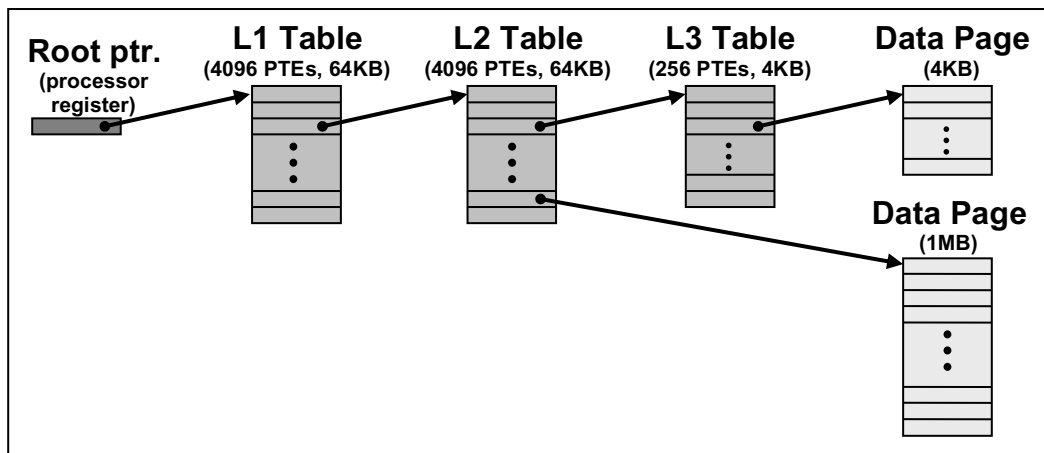 Root ptr.
(processor
register)
L1 Table
(4096 PTEs, 64KB)
L2 Table
(4096 PTEs, 64KB)
L3 Table
(256 PTEs, 4KB)
Data Page
(4KB)
Data Page
(1MB)